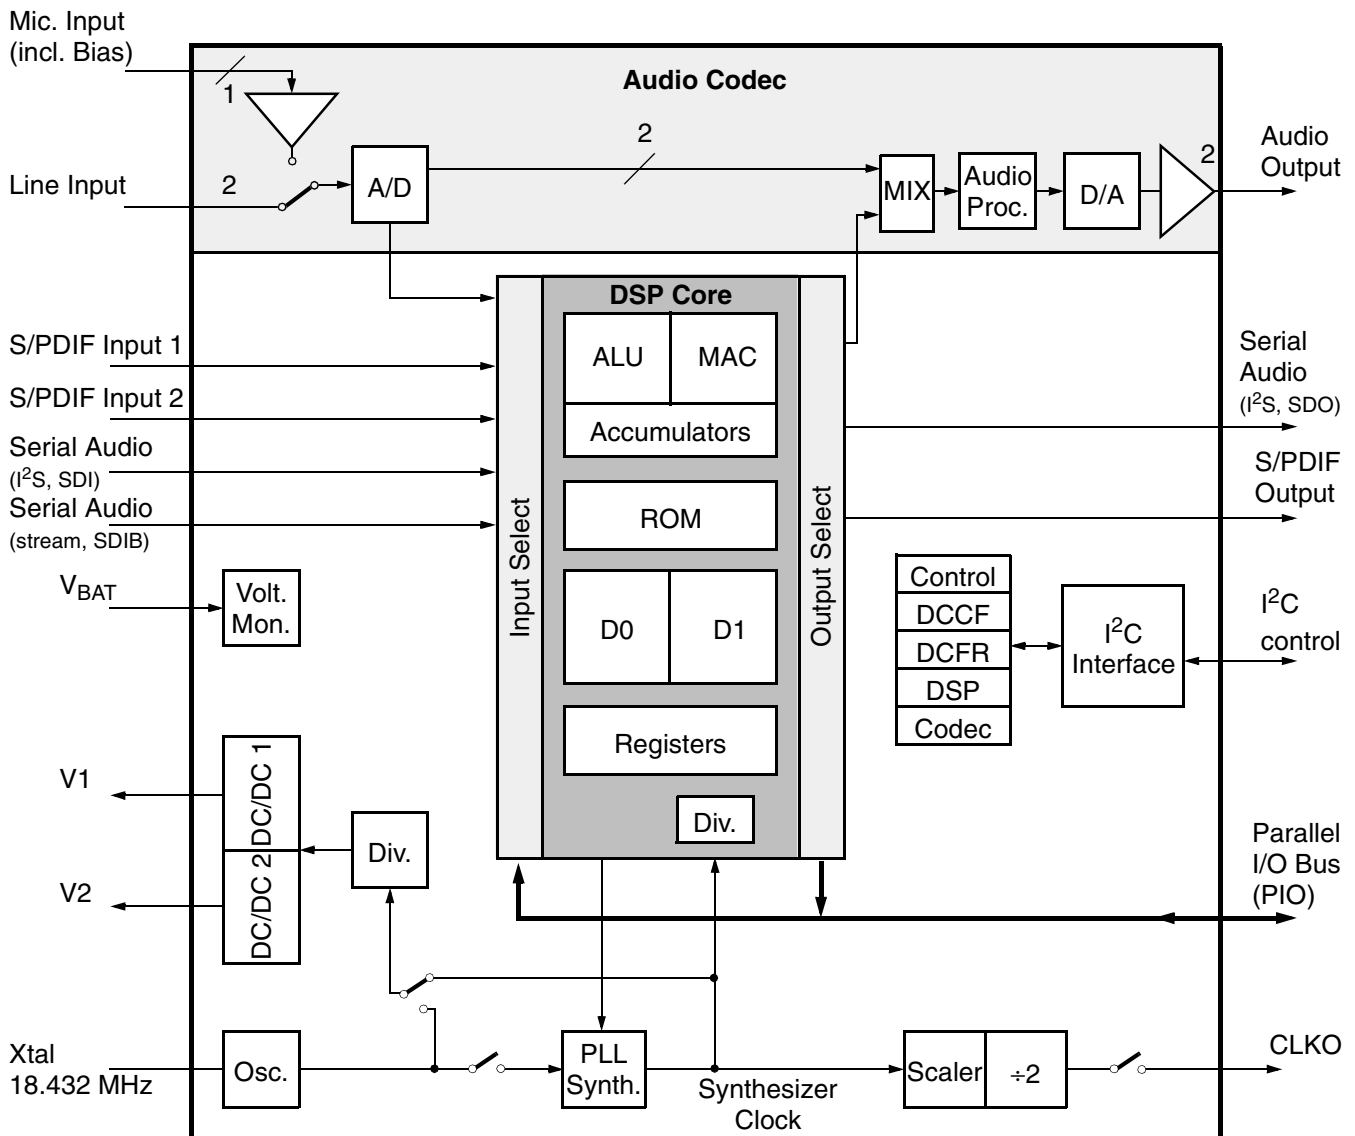 Mic. Input
(incl. Bias)
1
Audio Codec
Line Input
2
A/D
2
MIX
Audio
Proc.
D/A
2
Audio
Output
DSP Core
ALU
MAC
Accumulators
ROM
D0
D1
Registers
Div.
Input Select
Output Select
S/PDIF Input 1
S/PDIF Input 2
Serial Audio
(I²S, SDI)
Serial Audio
(stream, SDIB)
VBAT
Volt.
Mon.
Serial
Audio
(I²S, SDO)
S/PDIF
Output
Control
DCCF
DCFR
DSP
Codec
I²C
Interface
I²C
control
V1
V2
DC/DC 1
DC/DC 2
Div.
Parallel
I/O Bus
(PIO)
Xtal
18.432 MHz
Osc.
PLL
Synth.
Synthesizer
Clock
Scaler
÷2
CLKO